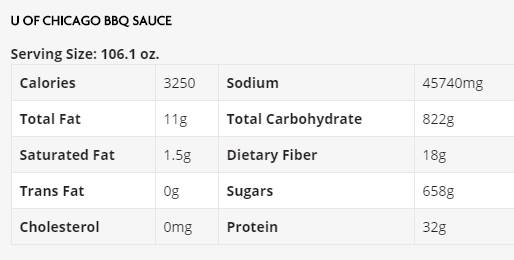 U OF CHICAGO BBQ SAUCE
Serving Size: 106.1 oz.
Calories 3250 Sodium 45740mg
Total Fat 11g Total Carbohydrate 822g
Saturated Fat 1.5g Dietary Fiber 18g
Trans Fat 0g Sugars 658g
Cholesterol 0mg Protein 32g